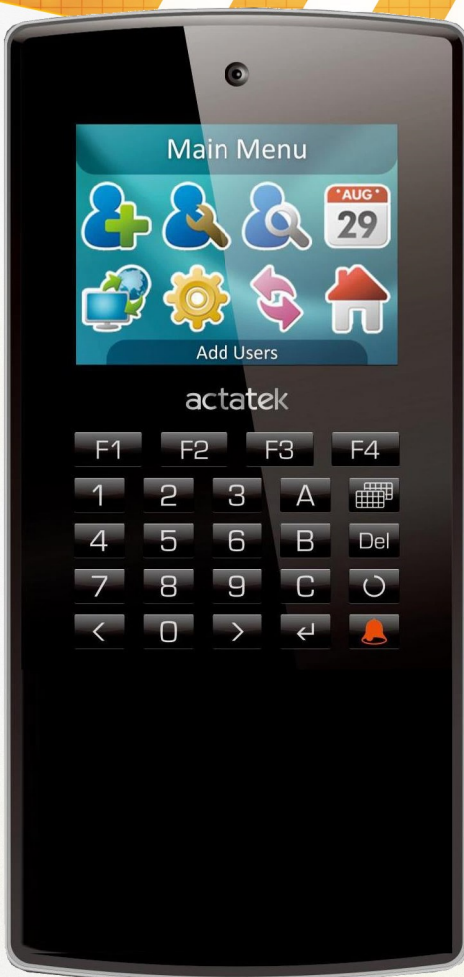 Main Menu
AUG
29
Add Users
actatek
F1 F2 F3 F4
1 2 3 A
4 5 6 B Del
7 8 9 C
< 0 >